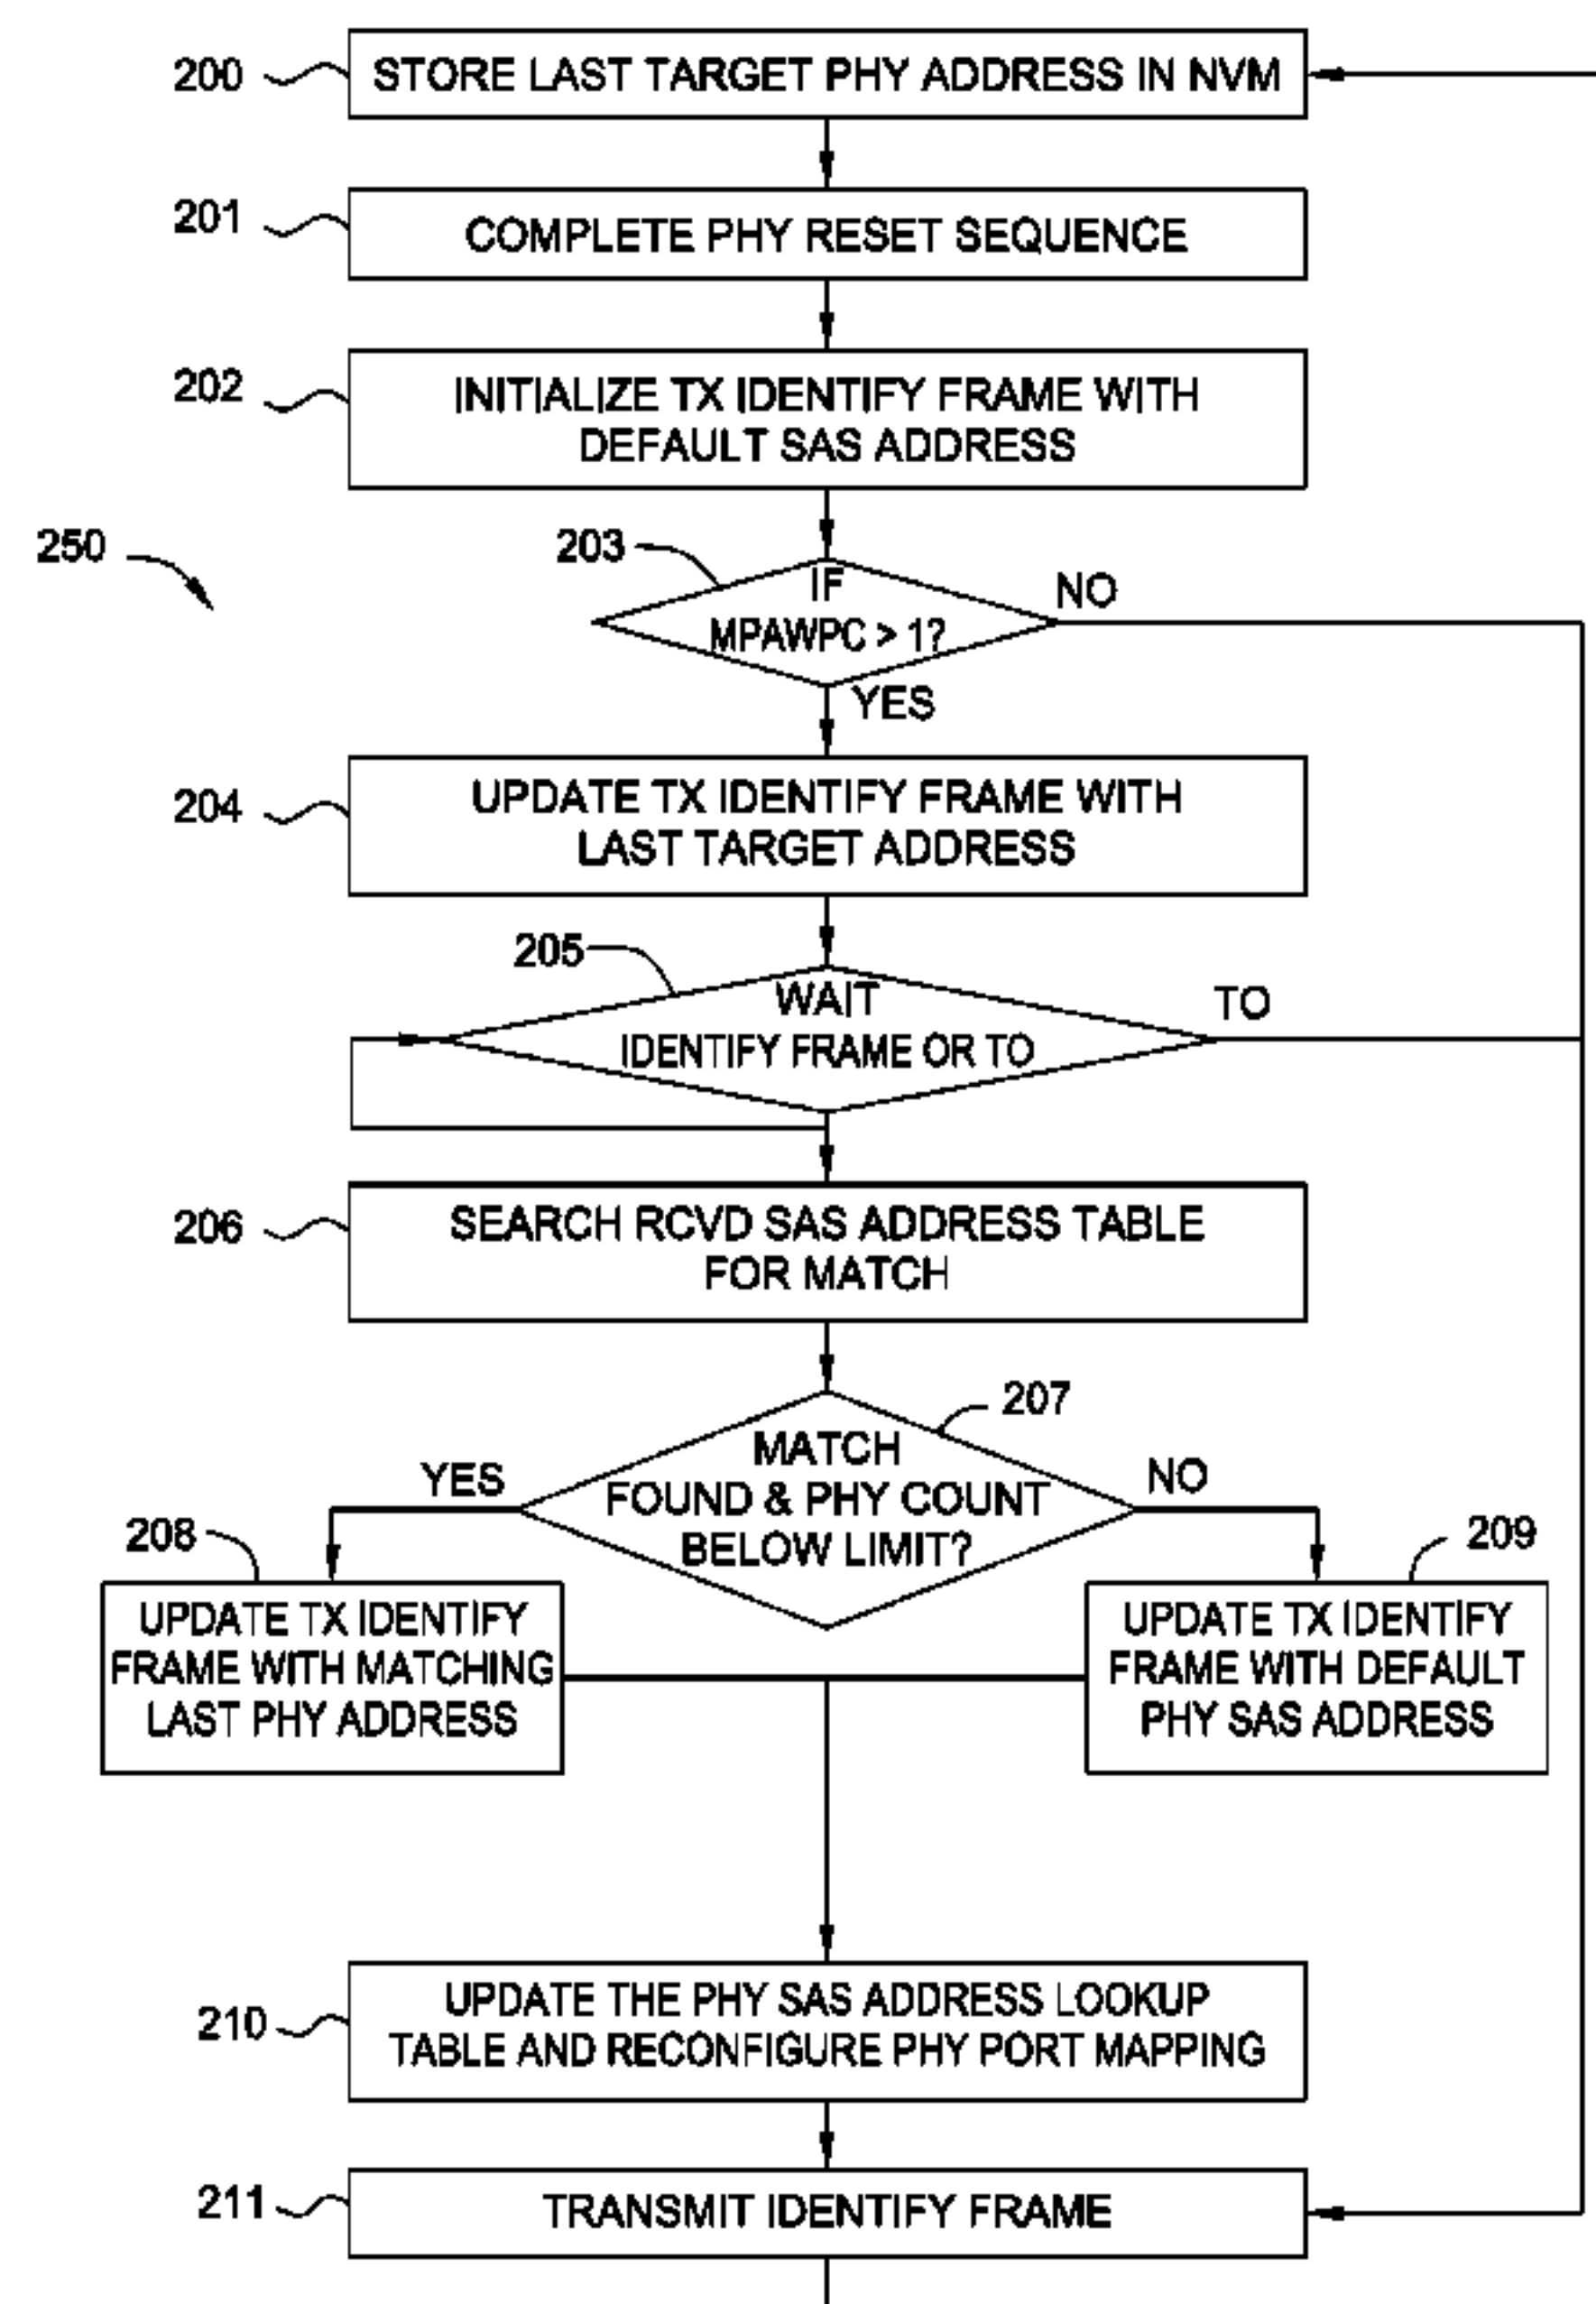 200
STORE LAST TARGET PHY ADDRESS IN NVM
201
COMPLETE PHY RESET SEQUENCE
202
INITIALIZE TX IDENTIFY FRAME WITH
DEFAULT SAS ADDRESS
250
203
IF
MPAWPC > 1?
NO
YES
204
UPDATE TX IDENTIFY FRAME WITH
LAST TARGET ADDRESS
205
WAIT
IDENTIFY FRAME OR TO
TO
206
SEARCH RCVD SAS ADDRESS TABLE
FOR MATCH
207
MATCH
FOUND & PHY COUNT
BELOW LIMIT?
YES
NO
208
UPDATE TX IDENTIFY
FRAME WITH MATCHING
LAST PHY ADDRESS
209
UPDATE TX IDENTIFY
FRAME WITH DEFAULT
PHY SAS ADDRESS
210
UPDATE THE PHY SAS ADDRESS LOOKUP
TABLE AND RECONFIGURE PHY PORT MAPPING
211
TRANSMIT IDENTIFY FRAME